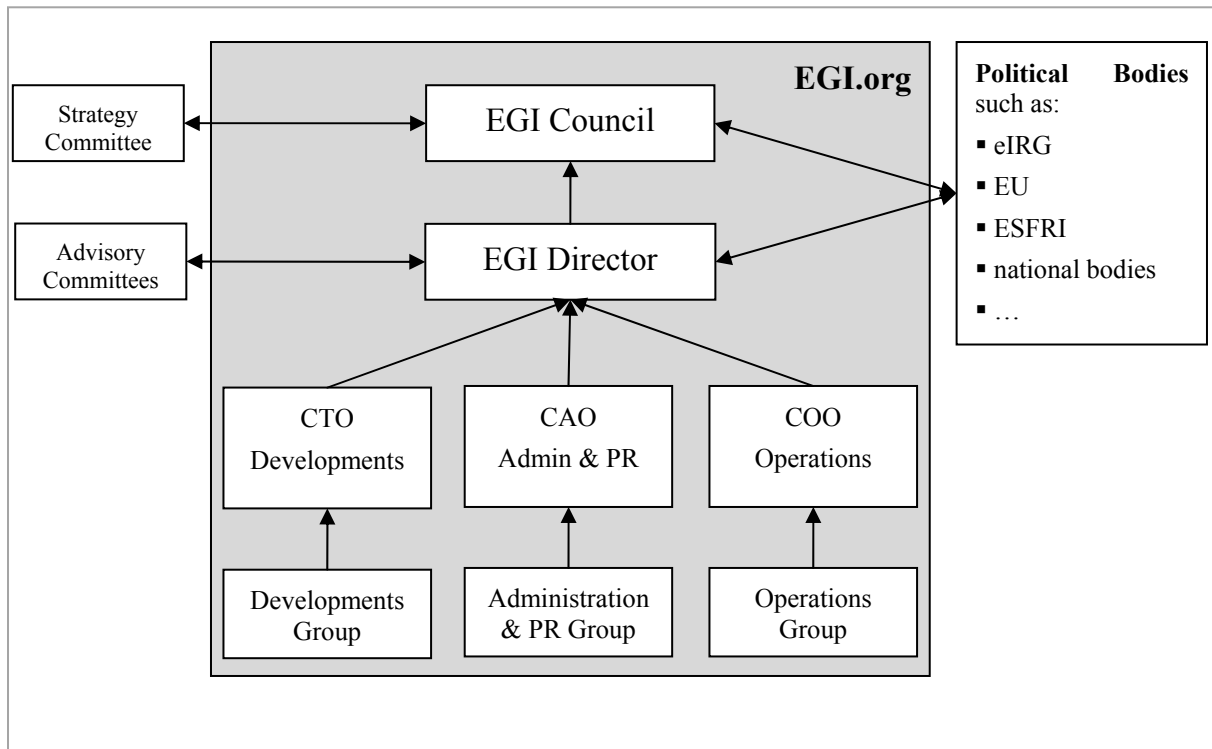 EGI.org
Political Bodies
such as:
▪ eIRG
▪ EU
▪ ESFRI
▪ national bodies
▪ …
Strategy
Committee
EGI Council
Advisory
Committees
EGI Director
CTO
Developments
CAO
Admin & PR
COO
Operations
Developments
Group
Administration
& PR Group
Operations
Group